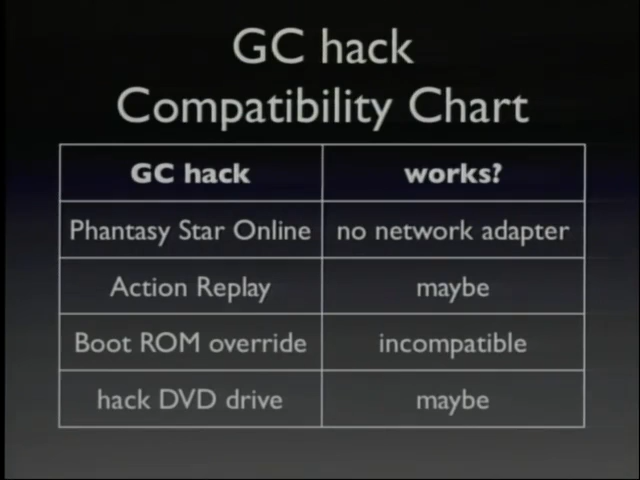 GC hack
Compatibility Chart
GC hack works?
Phantasy Star Online no network adapter
Action Replay maybe
Boot ROM override incompatible
hack DVD drive maybe